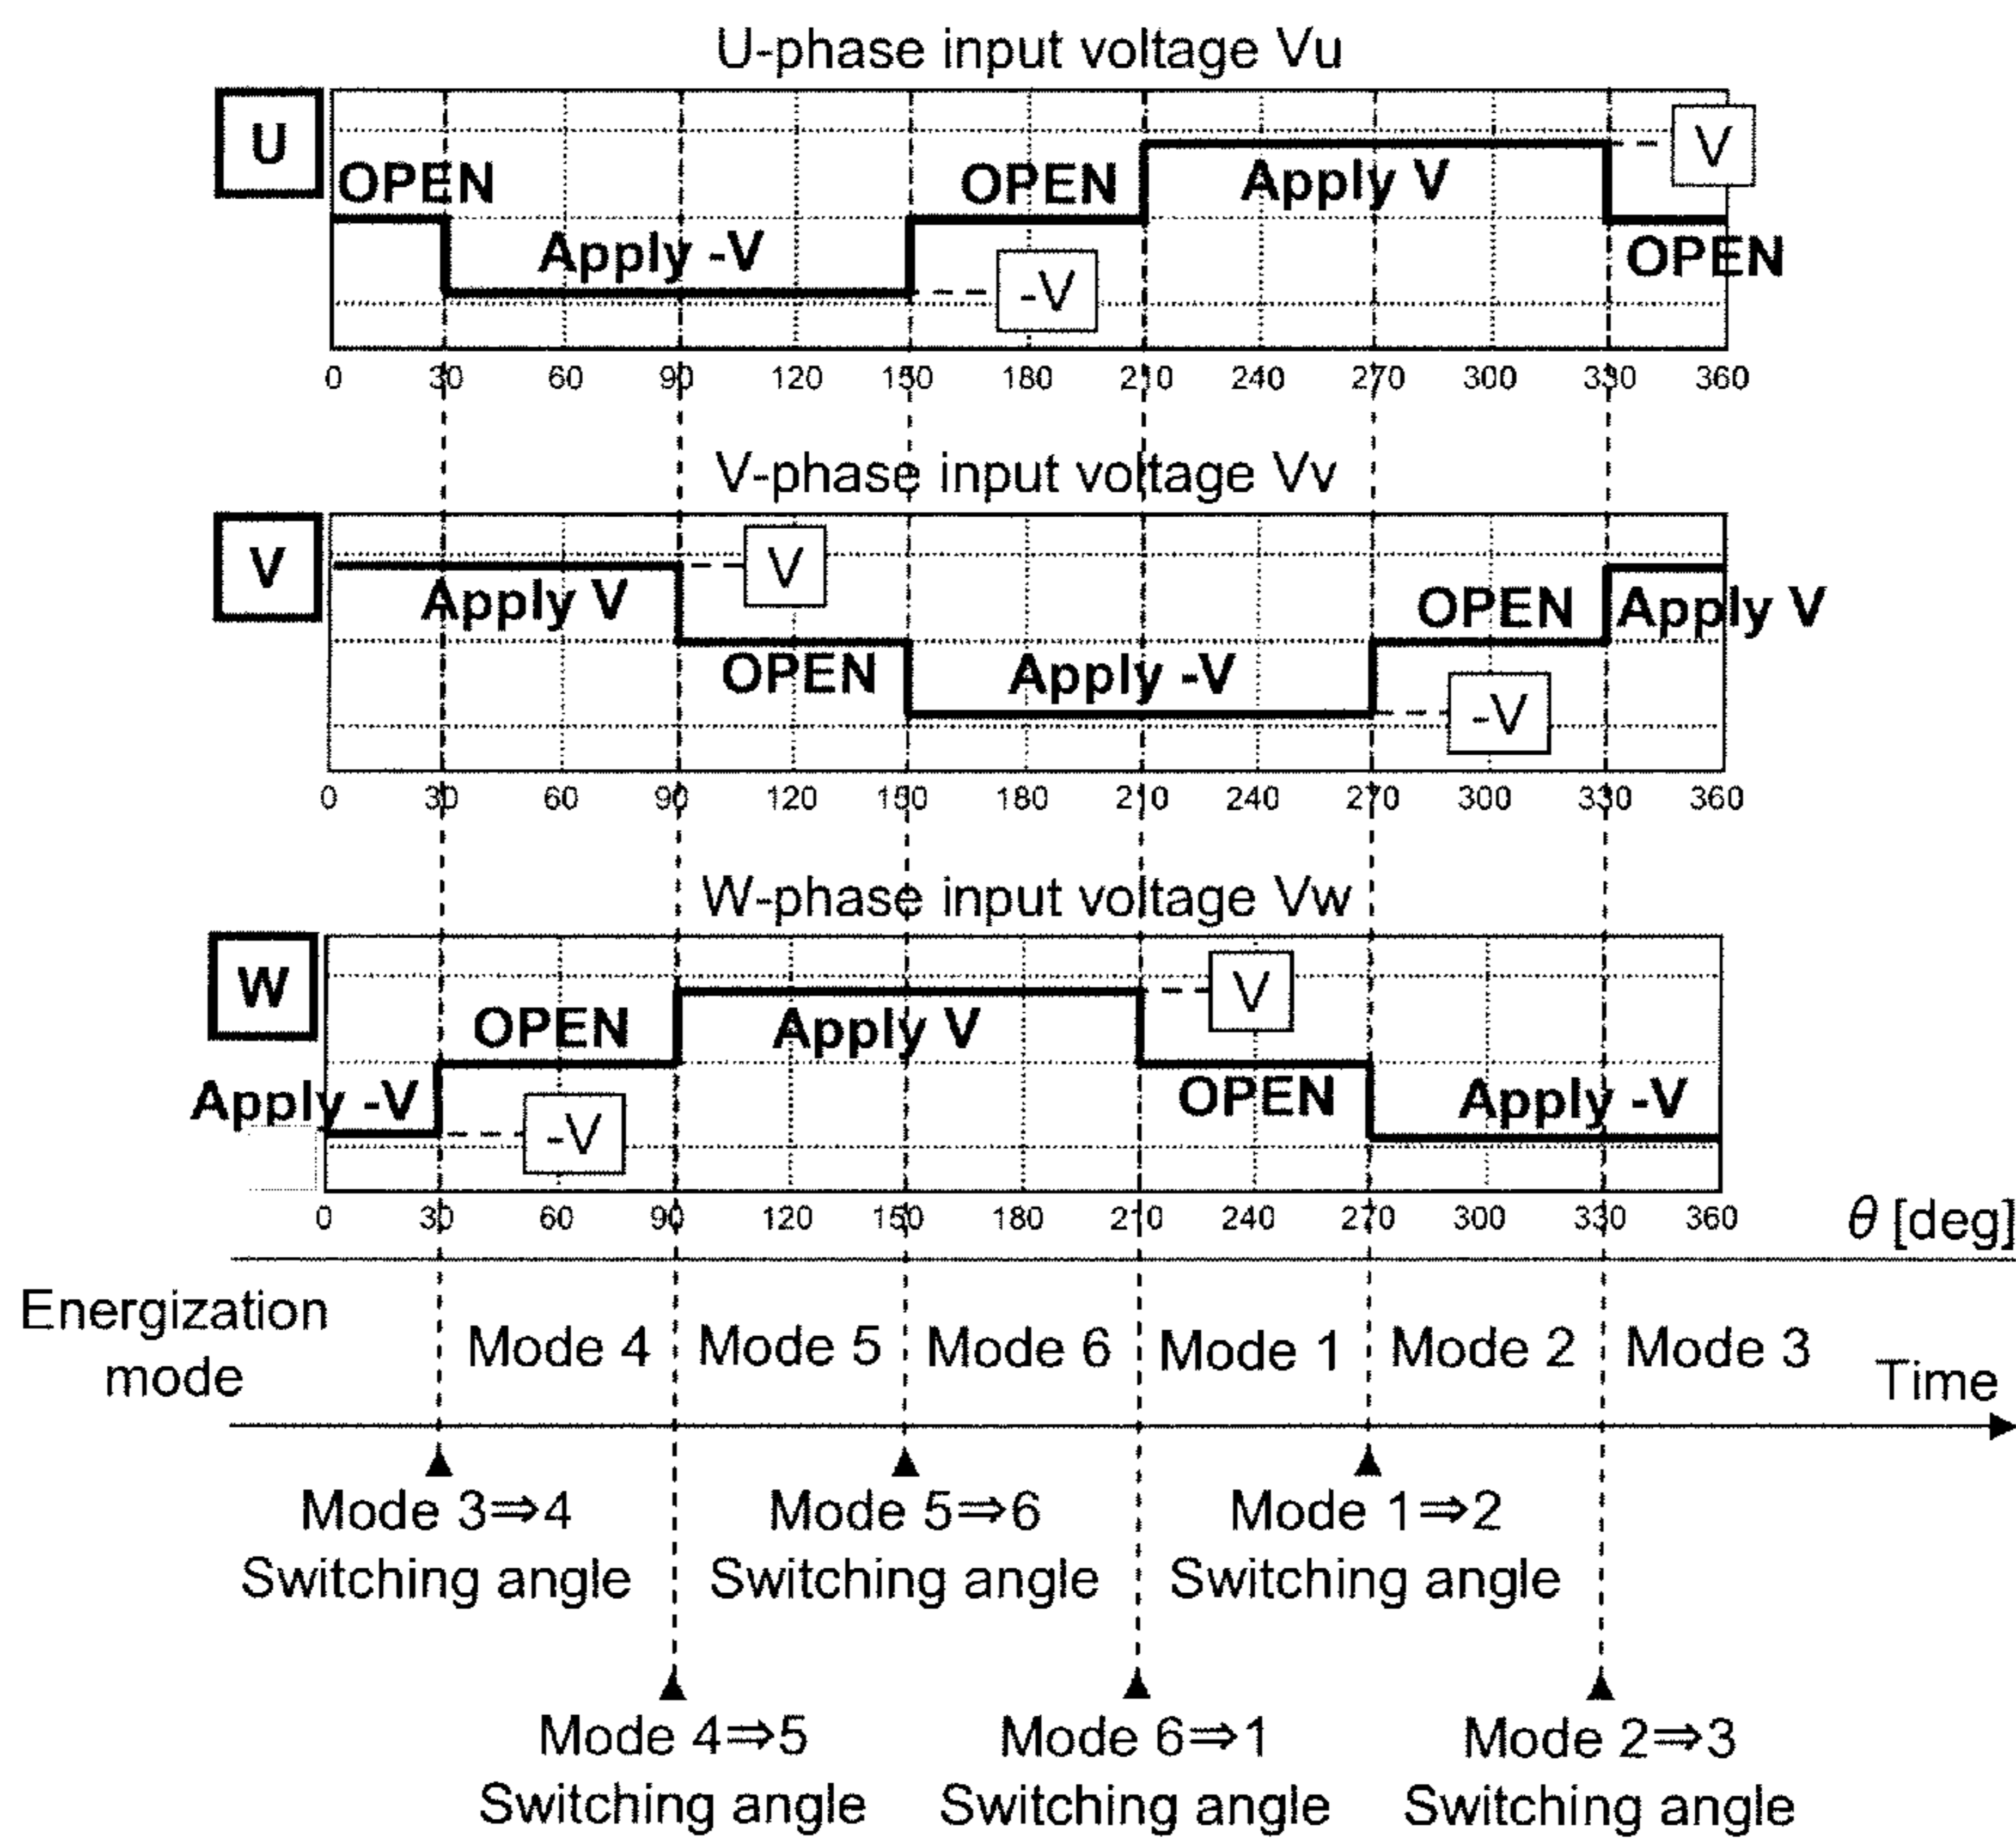 U-phase input voltage Vu
U
OPEN
Apply -V
OPEN
-V
Apply V
V
OPEN
0 30 60 90 120 150 180 210 240 270 300 330 360
V-phase input voltage Vv
V
Apply V
V
OPEN
Apply -V
OPEN
-V
Apply V
0 30 60 90 120 150 180 210 240 270 300 330 360
W-phase input voltage Vw
W
Apply -V
OPEN
-V
Apply V
V
OPEN
Apply -V
0 30 60 90 120 150 180 210 240 270 300 330 360 θ [deg]
Energization
mode
Mode 4 Mode 5 Mode 6 Mode 1 Mode 2 Mode 3
Time
Mode 3⇒4 Mode 5⇒6 Mode 1⇒2
Switching angle Switching angle Switching angle
Mode 4⇒5 Mode 6⇒1 Mode 2⇒3
Switching angle Switching angle Switching angle